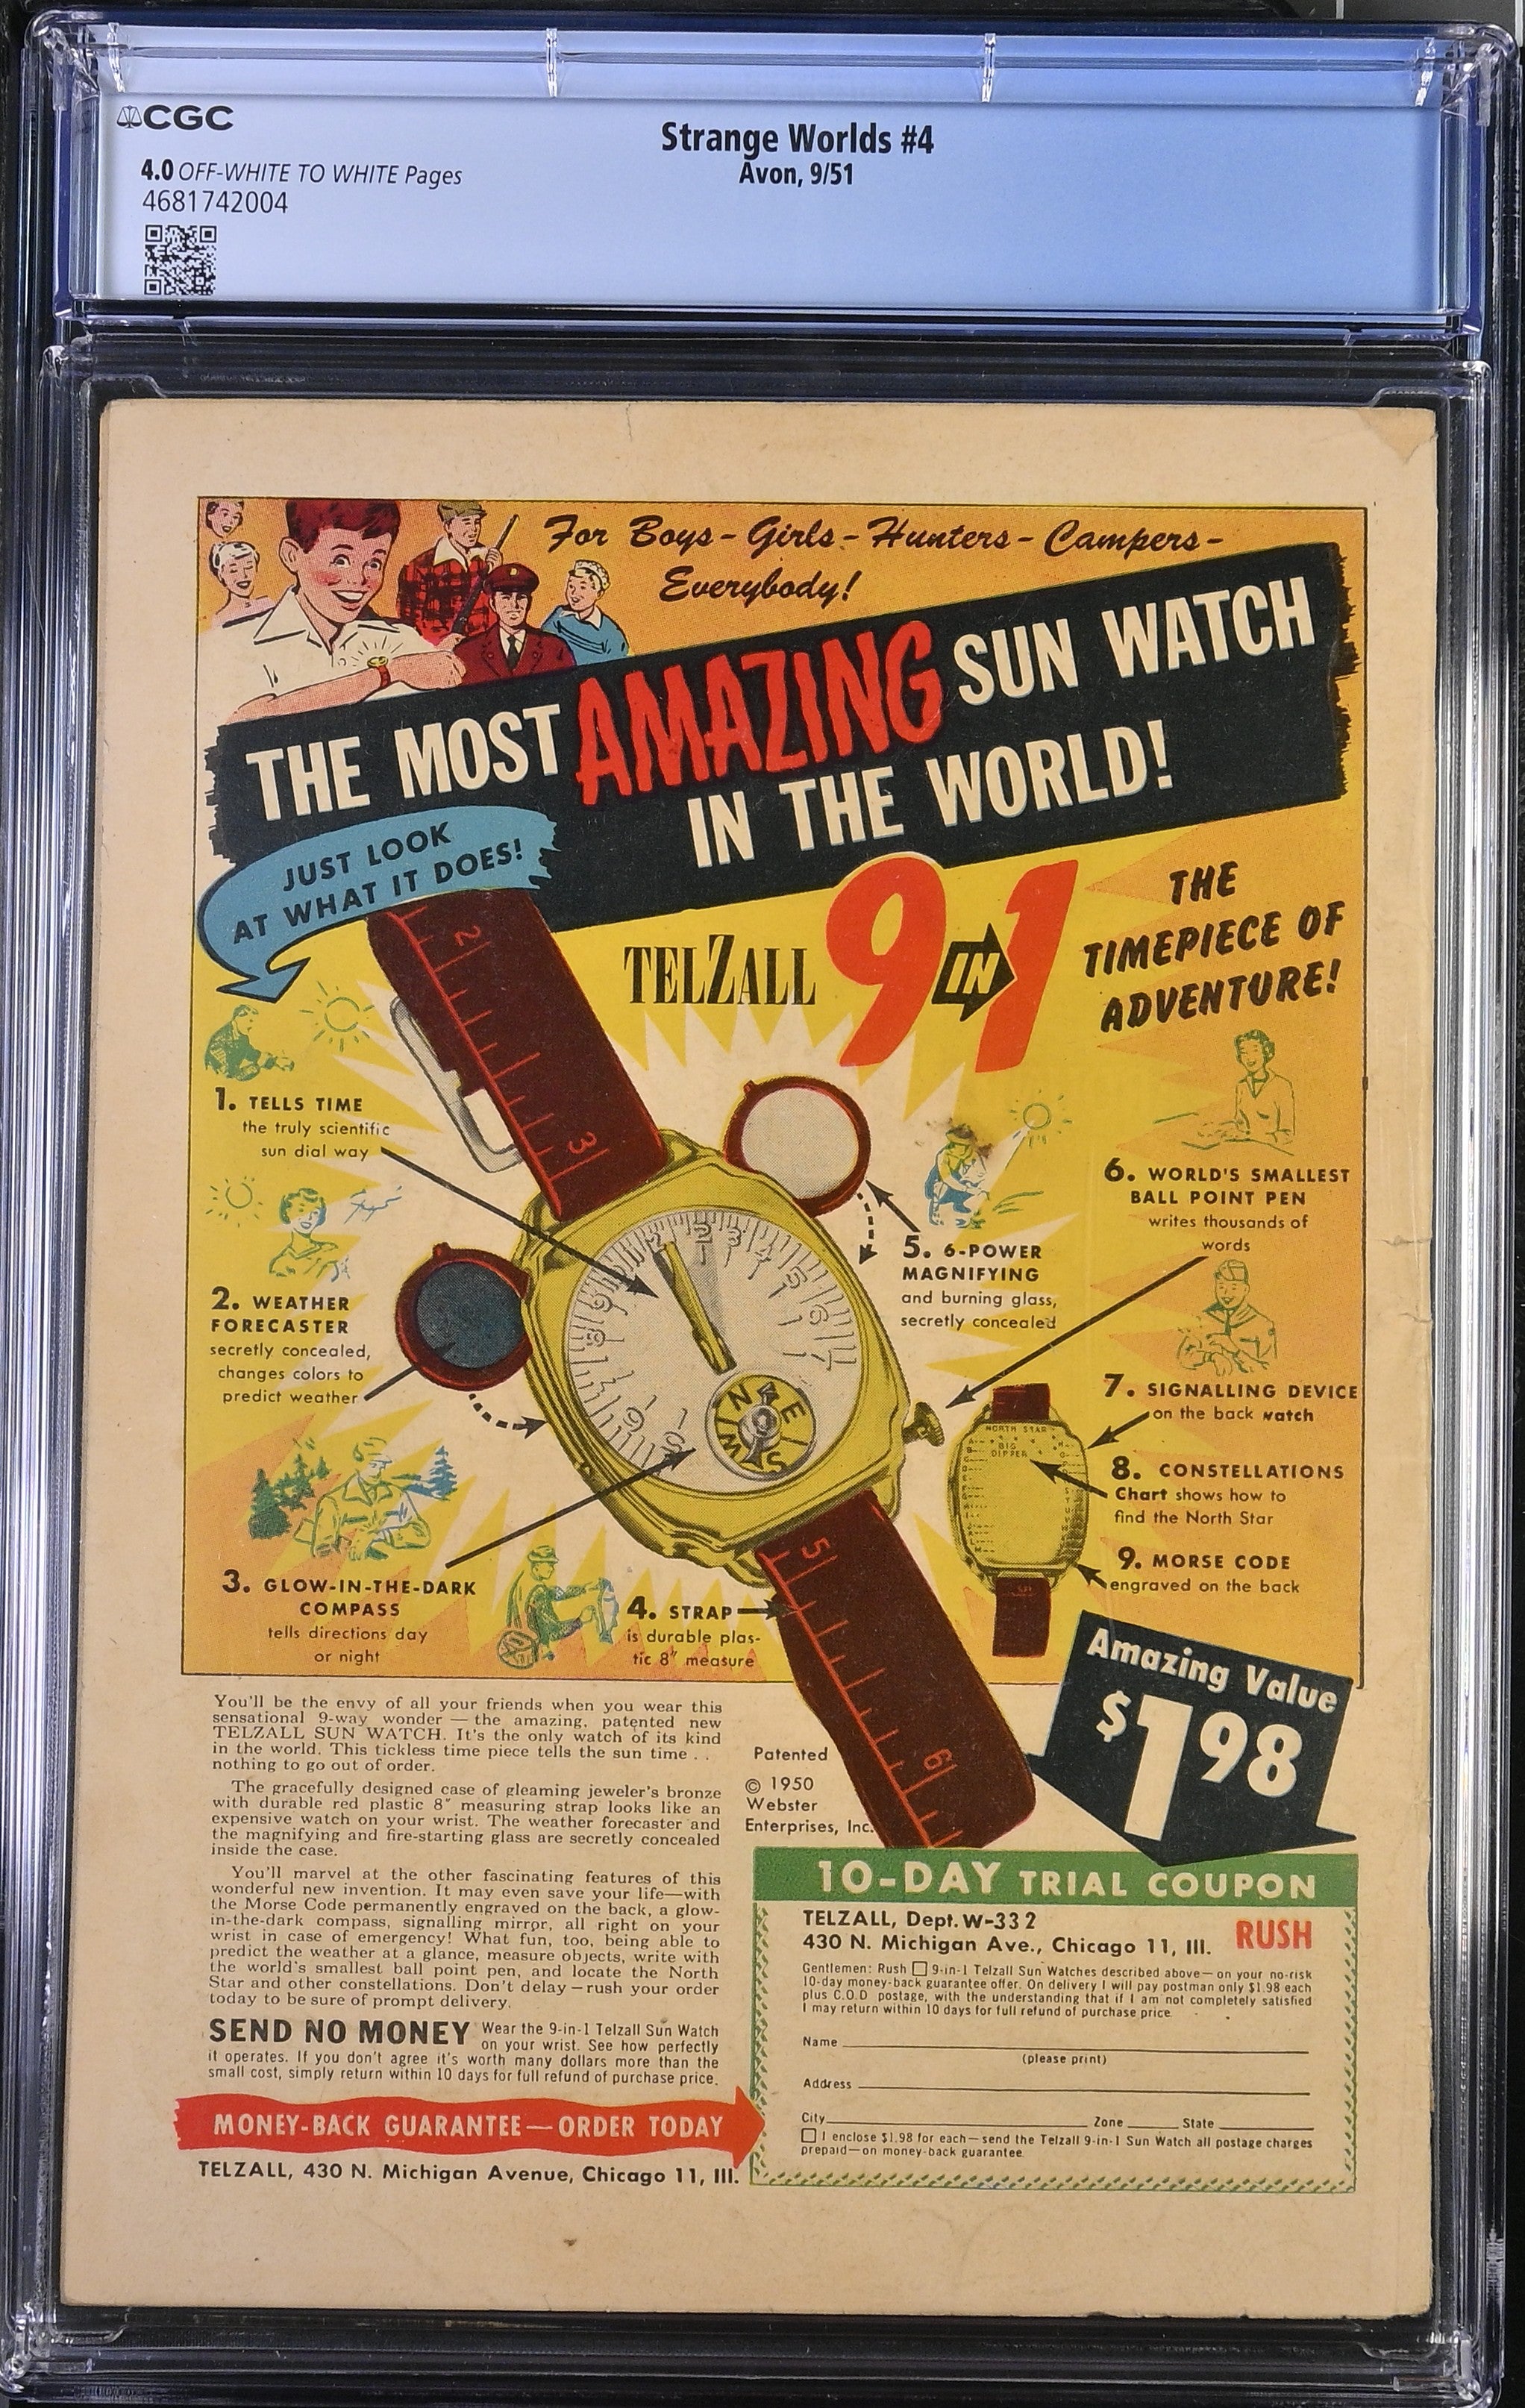 CGC
4.0 OFF-WHITE TO WHITE Pages
4681742004
Strange Worlds #4
Avon, 9/51
For Boys - Girls - Hunters - Campers -
Everybody!
THE MOST AMAZING SUN WATCH
IN THE WORLD!
JUST LOOK
AT WHAT IT DOES!
TELZALL 9 IN 1
THE
TIMEPIECE OF
ADVENTURE!
1. TELLS TIME
the truly scientific
sun dial way
2. WEATHER
FORECASTER
secretly concealed,
changes colors to
predict weather
3. GLOW-IN-THE-DARK
COMPASS
tells directions day
or night
4. STRAP
is durable plas-
tic 8" measure
5. 6-POWER
MAGNIFYING
and burning glass,
secretly concealed
6. WORLD'S SMALLEST
BALL POINT PEN
writes thousands of
words
7. SIGNALLING DEVICE
on the back watch
8. CONSTELLATIONS
Chart shows how to
find the North Star
9. MORSE CODE
engraved on the back
2
3
N E S W
NORTH STAR
BIG
DIPPER
5
6
Amazing Value
$1.98
You'll be the envy of all your friends when you wear this
sensational 9-way wonder — the amazing, patented new
TELZALL SUN WATCH. It's the only watch of its kind
in the world. This tickless time piece tells the sun time . .
nothing to go out of order.
The gracefully designed case of gleaming jeweler's bronze
with durable red plastic 8" measuring strap looks like an
expensive watch on your wrist. The weather forecaster and
the magnifying and fire-starting glass are secretly concealed
inside the case.
You'll marvel at the other fascinating features of this
wonderful new invention. It may even save your life—with
the Morse Code permanently engraved on the back, a glow-
in-the-dark compass, signalling mirror, all right on your
wrist in case of emergency! What fun, too, being able to
predict the weather at a glance, measure objects, write with
the world's smallest ball point pen, and locate the North
Star and other constellations. Don't delay—rush your order
today to be sure of prompt delivery.
SEND NO MONEY Wear the 9-in-1 Telzall Sun Watch
on your wrist. See how perfectly
it operates. If you don't agree it's worth many dollars more than the
small cost, simply return within 10 days for full refund of purchase price.
MONEY-BACK GUARANTEE—ORDER TODAY
TELZALL, 430 N. Michigan Avenue, Chicago 11, Ill.
Patented
© 1950
Webster
Enterprises, Inc.
10-DAY TRIAL COUPON
TELZALL, Dept. W-332
430 N. Michigan Ave., Chicago 11, Ill.
RUSH
Gentlemen: Rush 9-in-1 Telzall Sun Watches described above—on your no-risk
10-day money-back guarantee offer. On delivery I will pay postman only $1.98 each
plus C.O.D postage, with the understanding that if I am not completely satisfied
I may return within 10 days for full refund of purchase price.
Name
(please print)
Address
City Zone State
I enclose $1.98 for each—send the Telzall 9-in-1 Sun Watch all postage charges
prepaid—on money-back guarantee